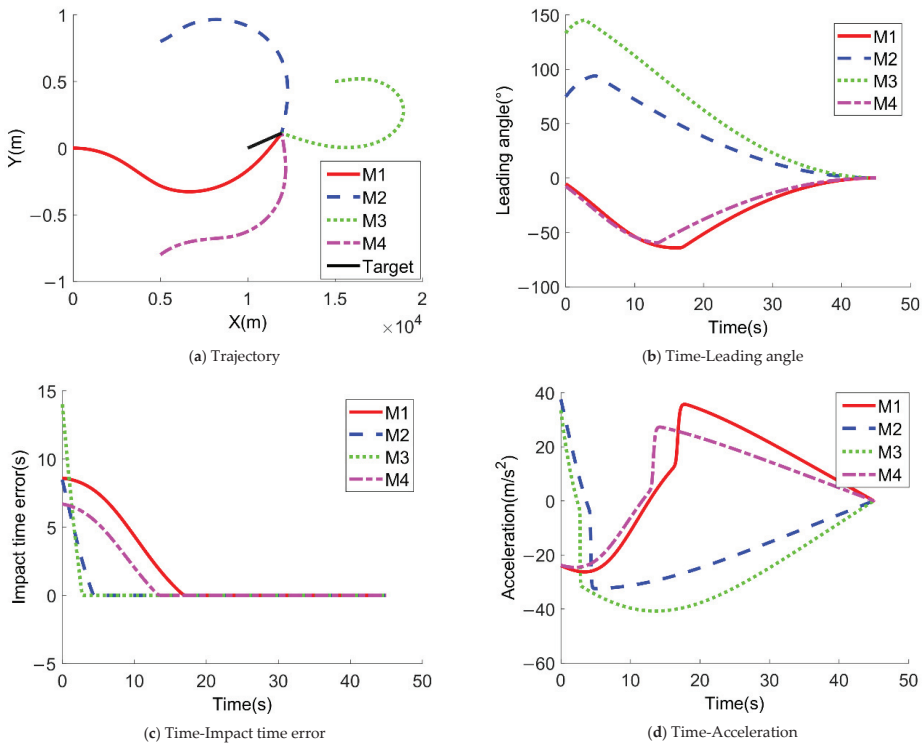 1
0.5
0
−0.5
−1
Y(m)
0
0.5
1
1.5
2
X(m)
×10⁴
M1
M2
M3
M4
Target
(a) Trajectory
150
100
50
0
−50
−100
Leading angle(°)
0
10
20
30
40
50
Time(s)
M1
M2
M3
M4
(b) Time-Leading angle
15
10
5
0
−5
Impact time error(s)
0
10
20
30
40
50
Time(s)
M1
M2
M3
M4
(c) Time-Impact time error
40
20
0
−20
−40
−60
Acceleration(m/s²)
0
10
20
30
40
50
Time(s)
M1
M2
M3
M4
(d) Time-Acceleration